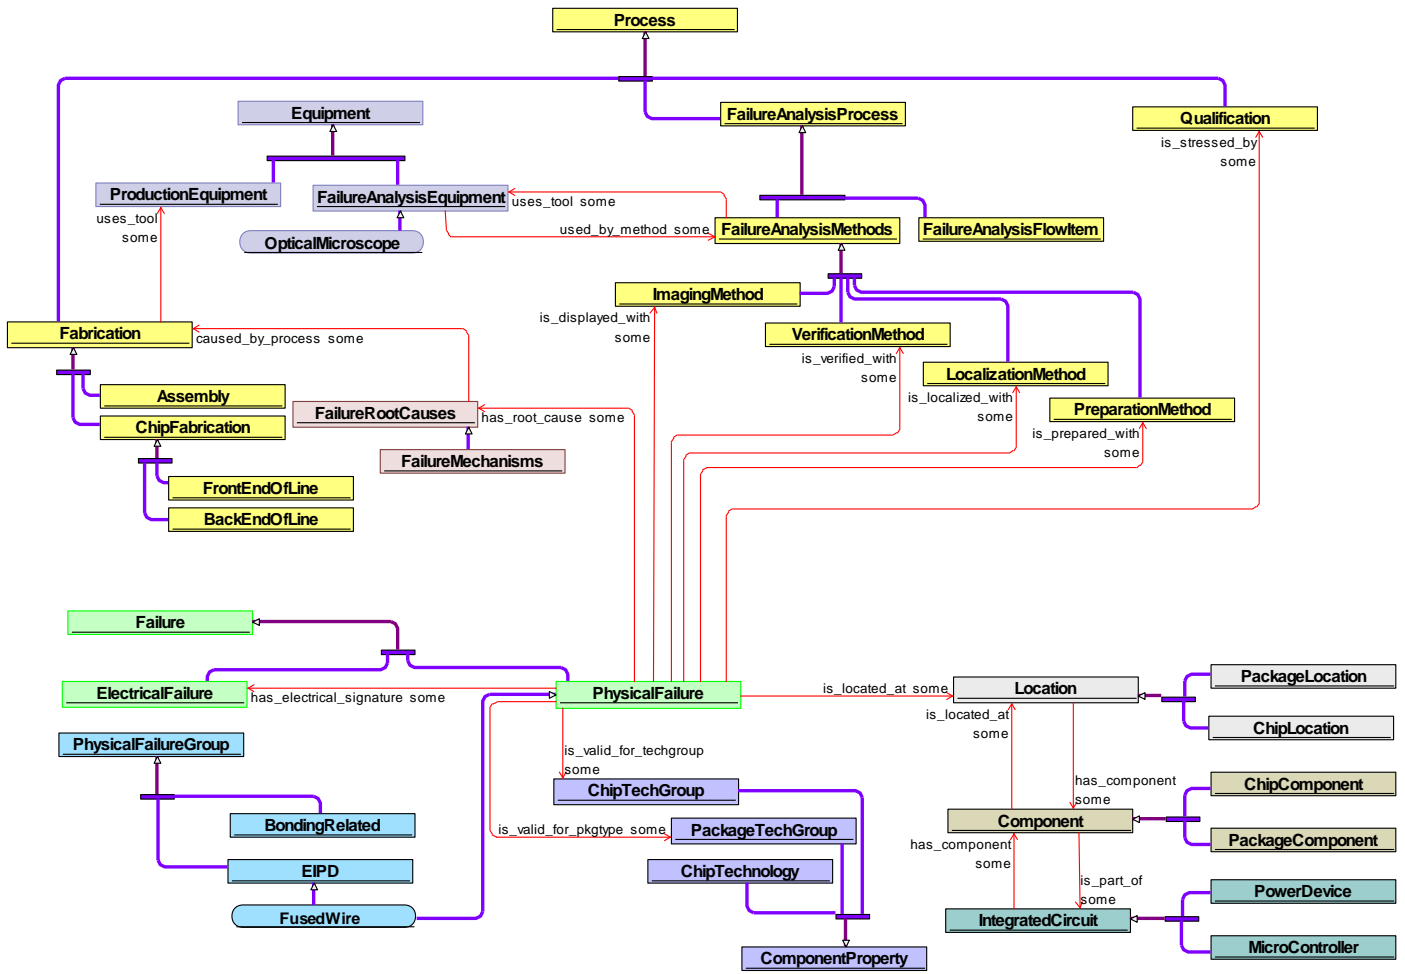 Process
Equipment
FailureAnalysisProcess
Qualification
is_stressed_by
some
ProductionEquipment
FailureAnalysisEquipment
uses_tool some
uses_tool
some
used_by_method some
FailureAnalysisMethods
FailureAnalysisFlowItem
OpticalMicroscope
ImagingMethod
is_displayed_with
some
Fabrication
caused_by_process some
VerificationMethod
is_verified_with
some
LocalizationMethod
is_localized_with
some
Assembly
ChipFabrication
FailureRootCauses
has_root_cause some
PreparationMethod
is_prepared_with
some
FailureMechanisms
FrontEndOfLine
BackEndOfLine
Failure
ElectricalFailure
has_electrical_signature some
PhysicalFailure
is_located_at some
Location
PackageLocation
ChipLocation
is_located_at
some
PhysicalFailureGroup
is_valid_for_techgroup
some
ChipTechGroup
has_component
some
ChipComponent
BondingRelated
is_valid_for_pkgtype some
PackageTechGroup
Component
PackageComponent
has_component
some
EIPD
ChipTechnology
is_part_of
some
PowerDevice
FusedWire
IntegratedCircuit
MicroController
ComponentProperty